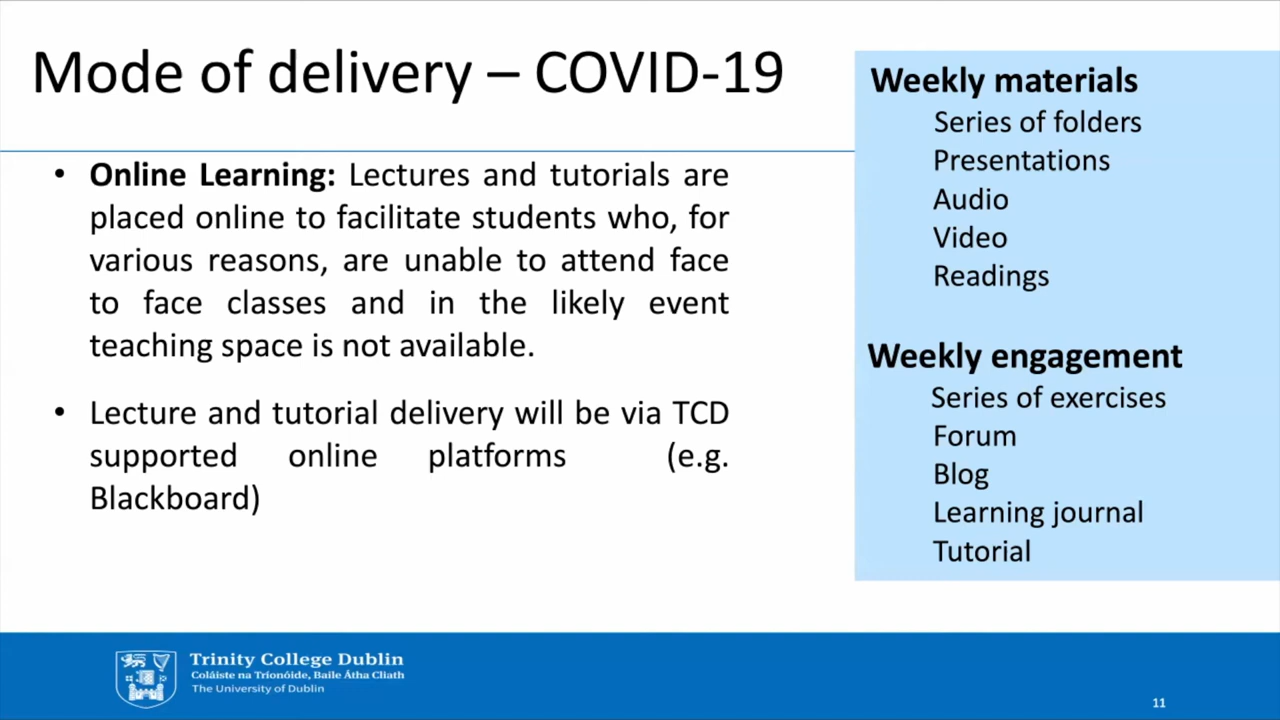 Mode of delivery – COVID-19
• Online Learning: Lectures and tutorials are
placed online to facilitate students who, for
various reasons, are unable to attend face
to face classes and in the likely event
teaching space is not available.
• Lecture and tutorial delivery will be via TCD
supported online platforms (e.g.
Blackboard)
Weekly materials
Series of folders
Presentations
Audio
Video
Readings
Weekly engagement
Series of exercises
Forum
Blog
Learning journal
Tutorial
Trinity College Dublin
Coláiste na Tríonóide, Baile Átha Cliath
The University of Dublin
11